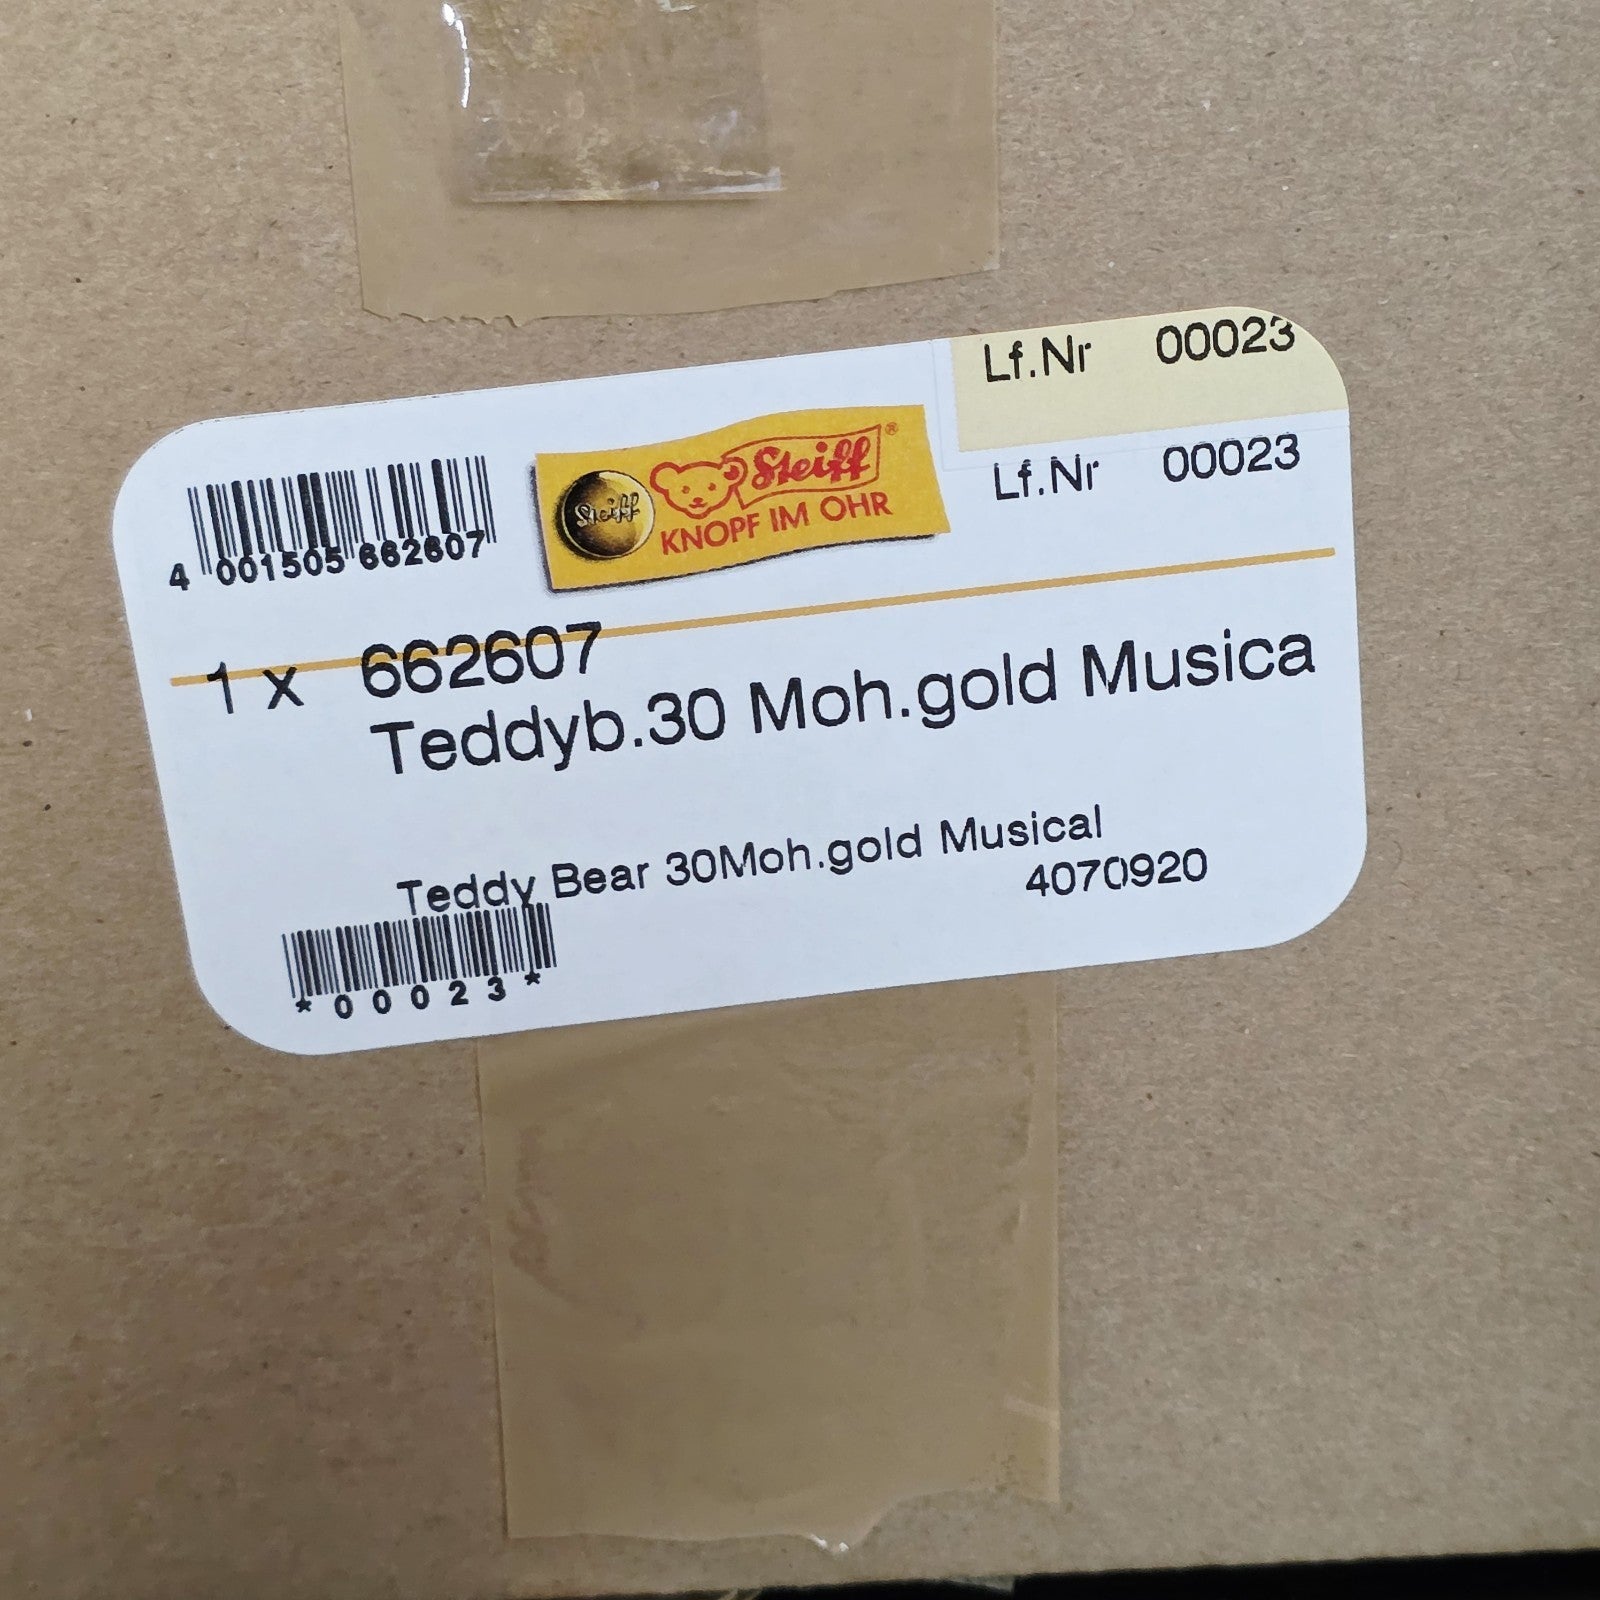 Lf.Nr 00023
Lf.Nr 00023
Steiff
Steiff®
KNOPF IM OHR
4 001505 662607
1 x 662607
Teddyb.30 Moh.gold Musica
Teddy Bear 30Moh.gold Musical
4070920
*00023*